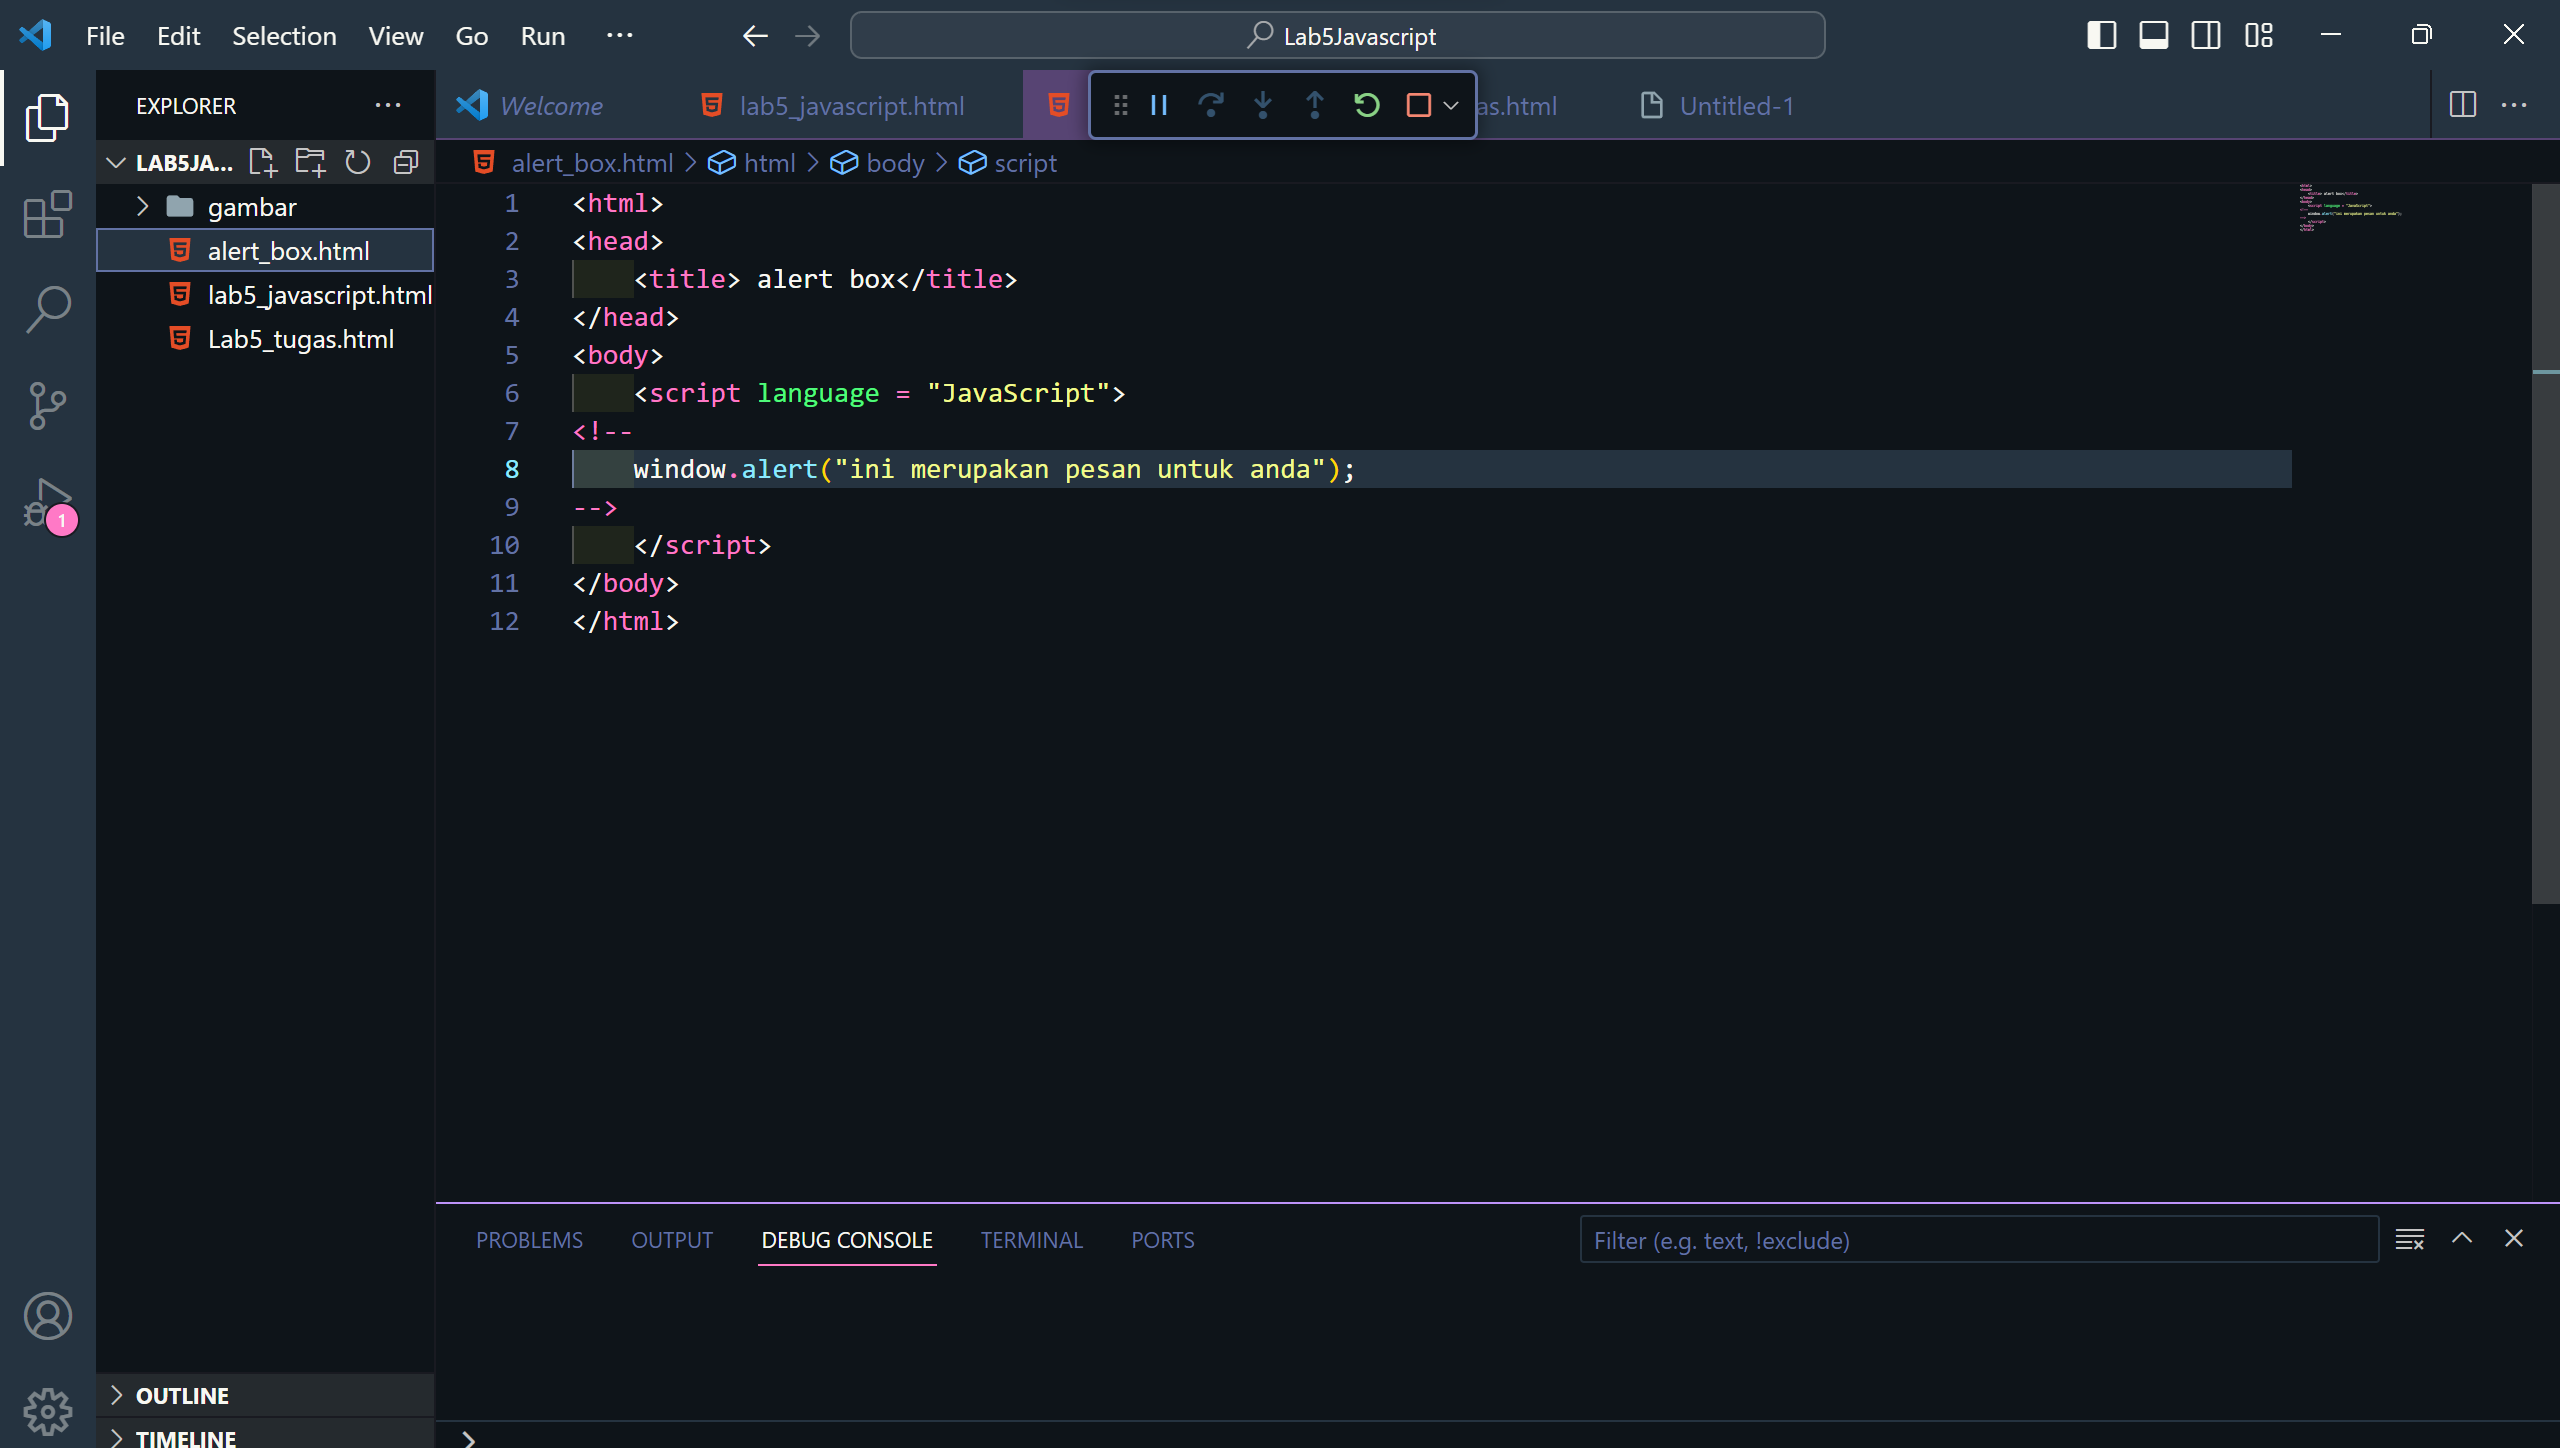 File Edit Selection View Go Run ···
Lab5Javascript
EXPLORER
Welcome
lab5_javascript.html
as.html
Untitled-1
LAB5JA...
alert_box.html > html > body > script
gambar
alert_box.html
lab5_javascript.html
Lab5_tugas.html
1
1 <html>
2 <head>
3     <title> alert box</title>
4 </head>
5 <body>
6     <script language = "JavaScript">
7 <!--
8     window.alert("ini merupakan pesan untuk anda");
9 -->
10     </script>
11 </body>
12 </html>
PROBLEMS OUTPUT DEBUG CONSOLE TERMINAL PORTS
Filter (e.g. text, !exclude)
OUTLINE
TIMELINE